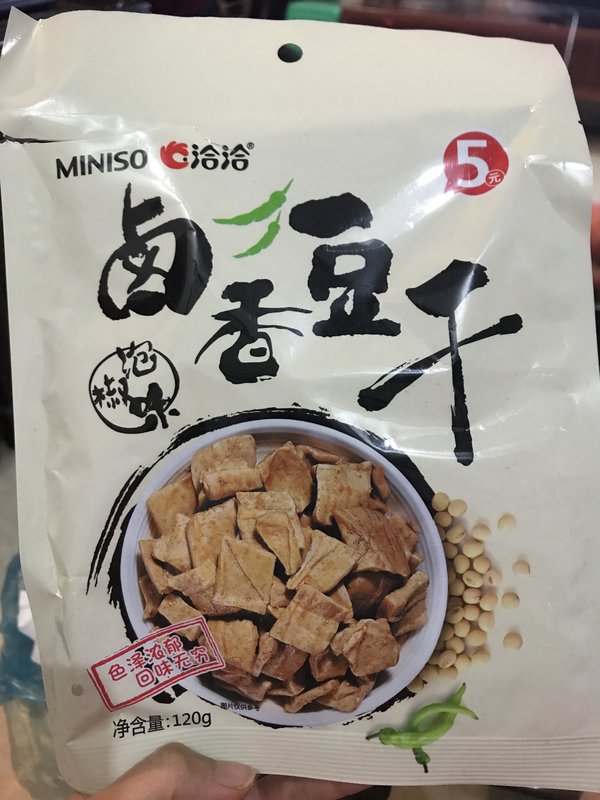 MINISO 洽洽®
5元
卤香豆干
泡椒味
色泽浓郁
回味无穷
图片仅供参考
净含量:120g